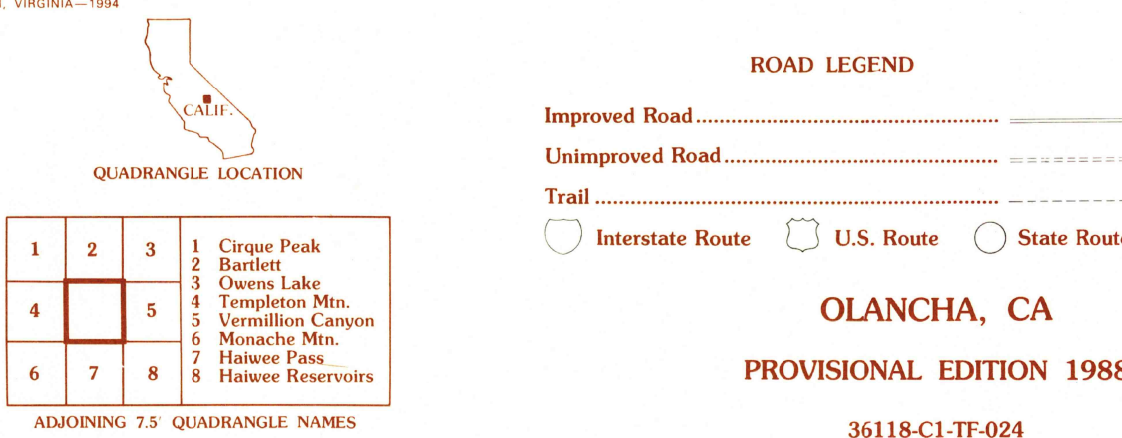 VIRGINIA—1994
CALIF.
QUADRANGLE LOCATION
1 2 3
4 5
6 7 8
1 Cirque Peak
2 Bartlett
3 Owens Lake
4 Templeton Mtn.
5 Vermillion Canyon
6 Monache Mtn.
7 Haiwee Pass
8 Haiwee Reservoirs
ADJOINING 7.5' QUADRANGLE NAMES
ROAD LEGEND
Improved Road
Unimproved Road
Trail
Interstate Route U.S. Route State Route
OLANCHA, CA
PROVISIONAL EDITION 1988
36118-C1-TF-024